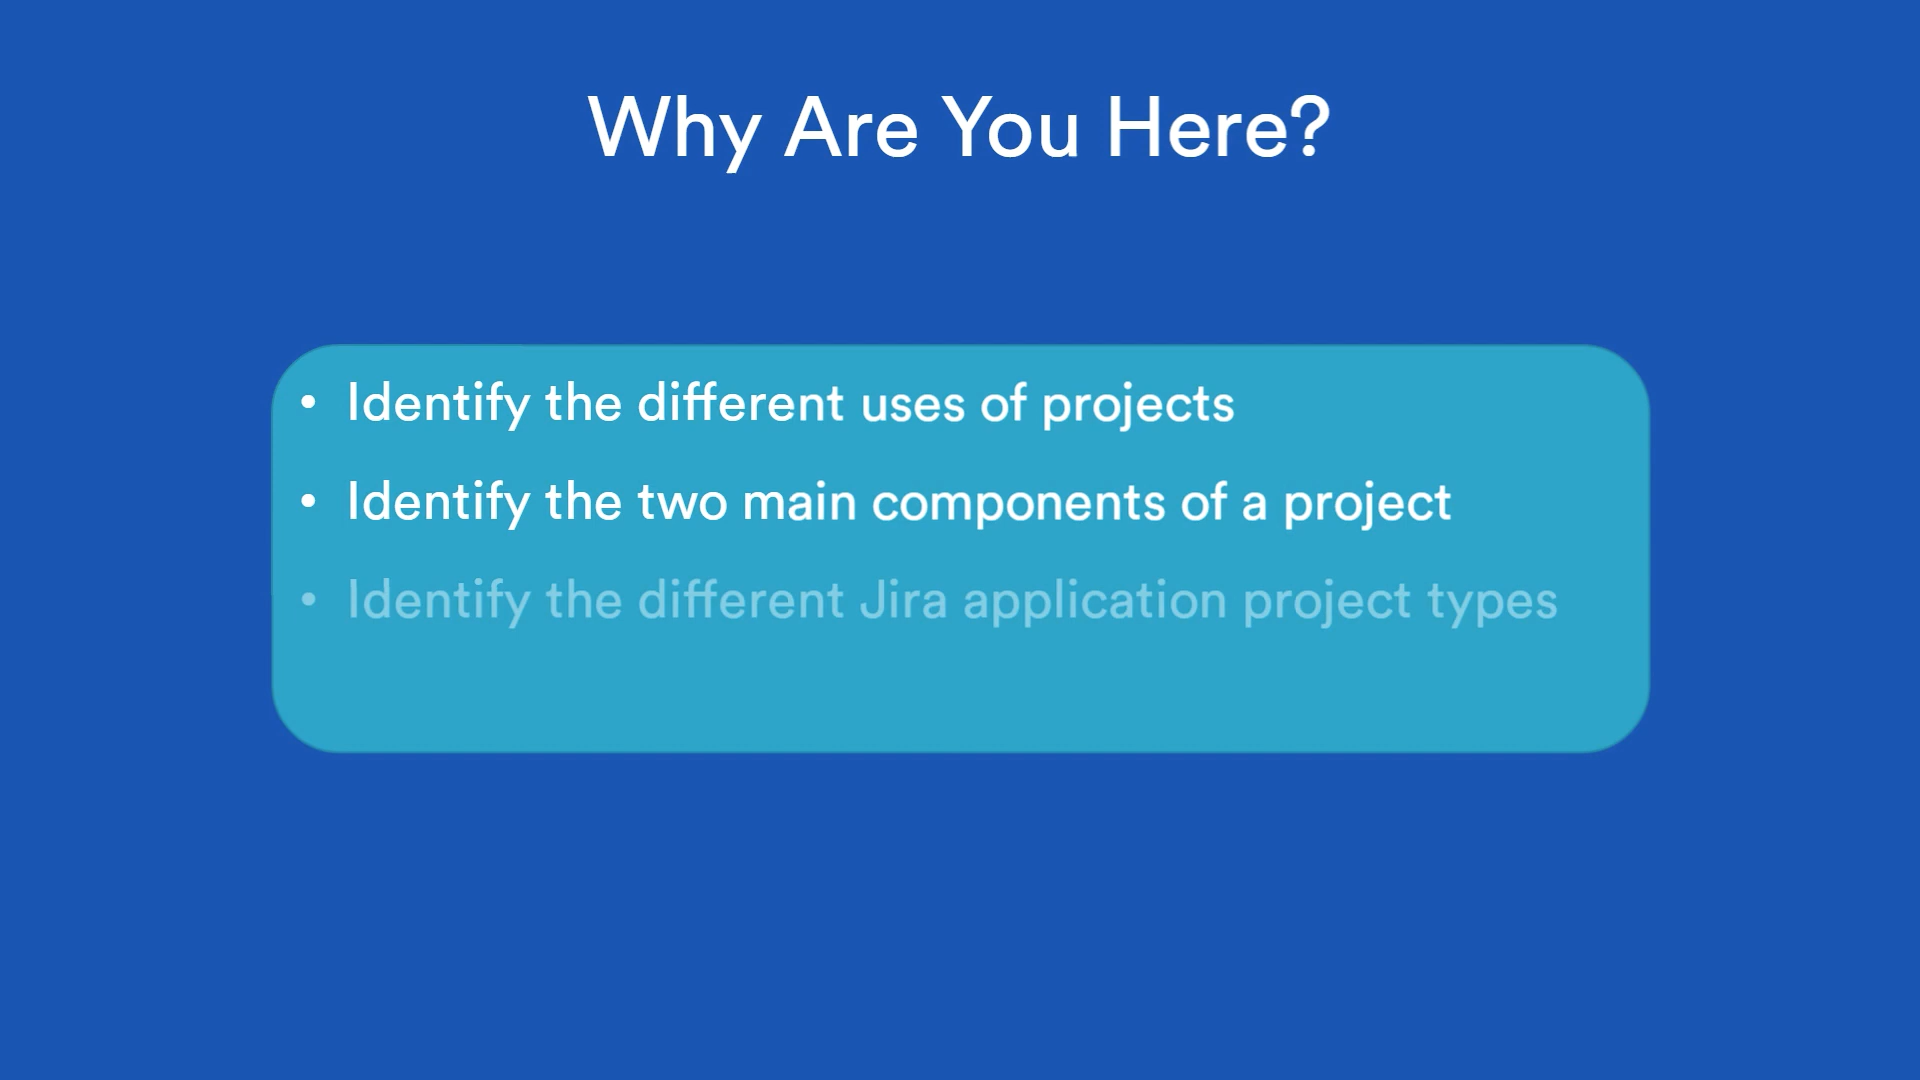 Why Are You Here?
• Identify the different uses of projects
• Identify the two main components of a project
• Identify the different Jira application project types